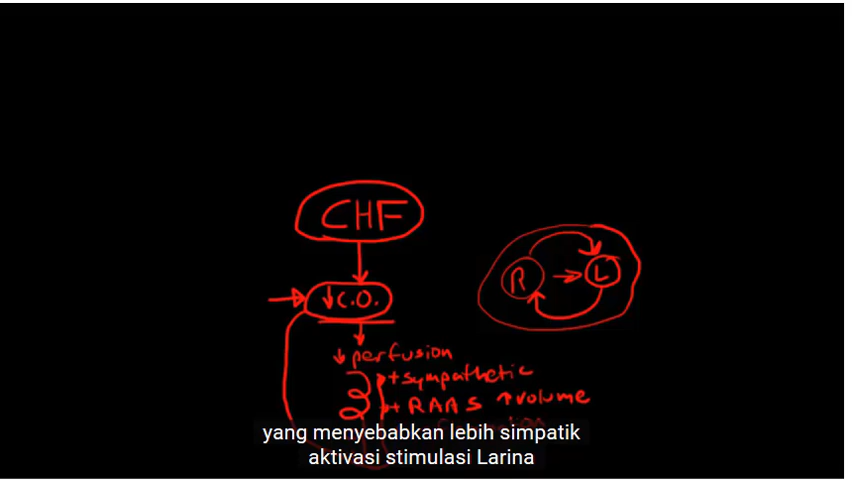 CHF
↓ C.O.
R → L
↓ perfusion
+ sympathetic
+ RAAS ↑ volume
yang menyebabkan lebih simpatik
aktivasi stimulasi Larina